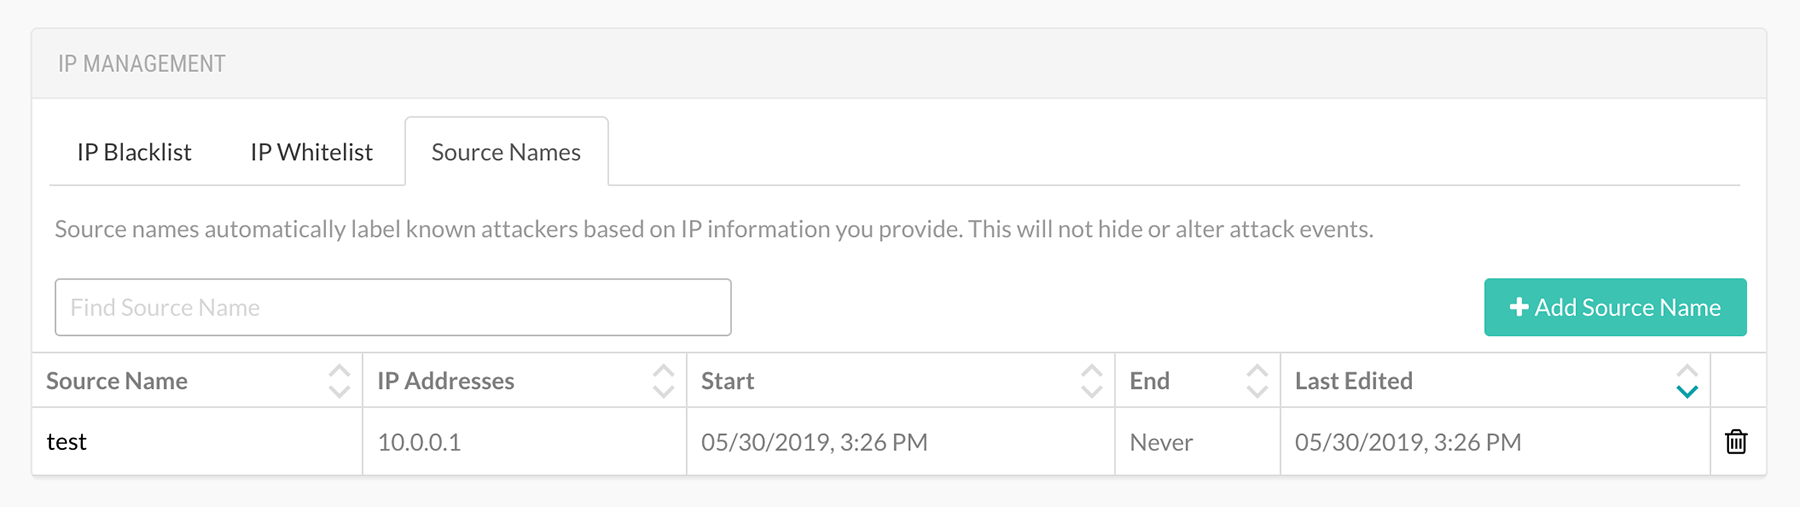 IP MANAGEMENT
IP Blacklist IP Whitelist Source Names
Source names automatically label known attackers based on IP information you provide. This will not hide or alter attack events.
Find Source Name Add Source Name
Source Name IP Addresses Start End Last Edited
test 10.0.0.1 05/30/2019, 3:26 PM Never 05/30/2019, 3:26 PM